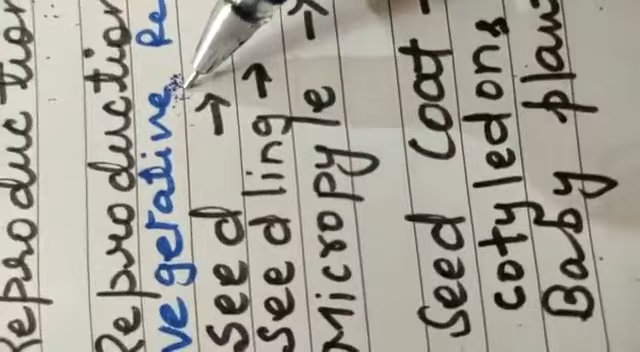 Reproduction
Reproduction
vegetative Re
Seed →
Seedling →
Micropyle →
Seed Coat -
cotyledons
Baby plan